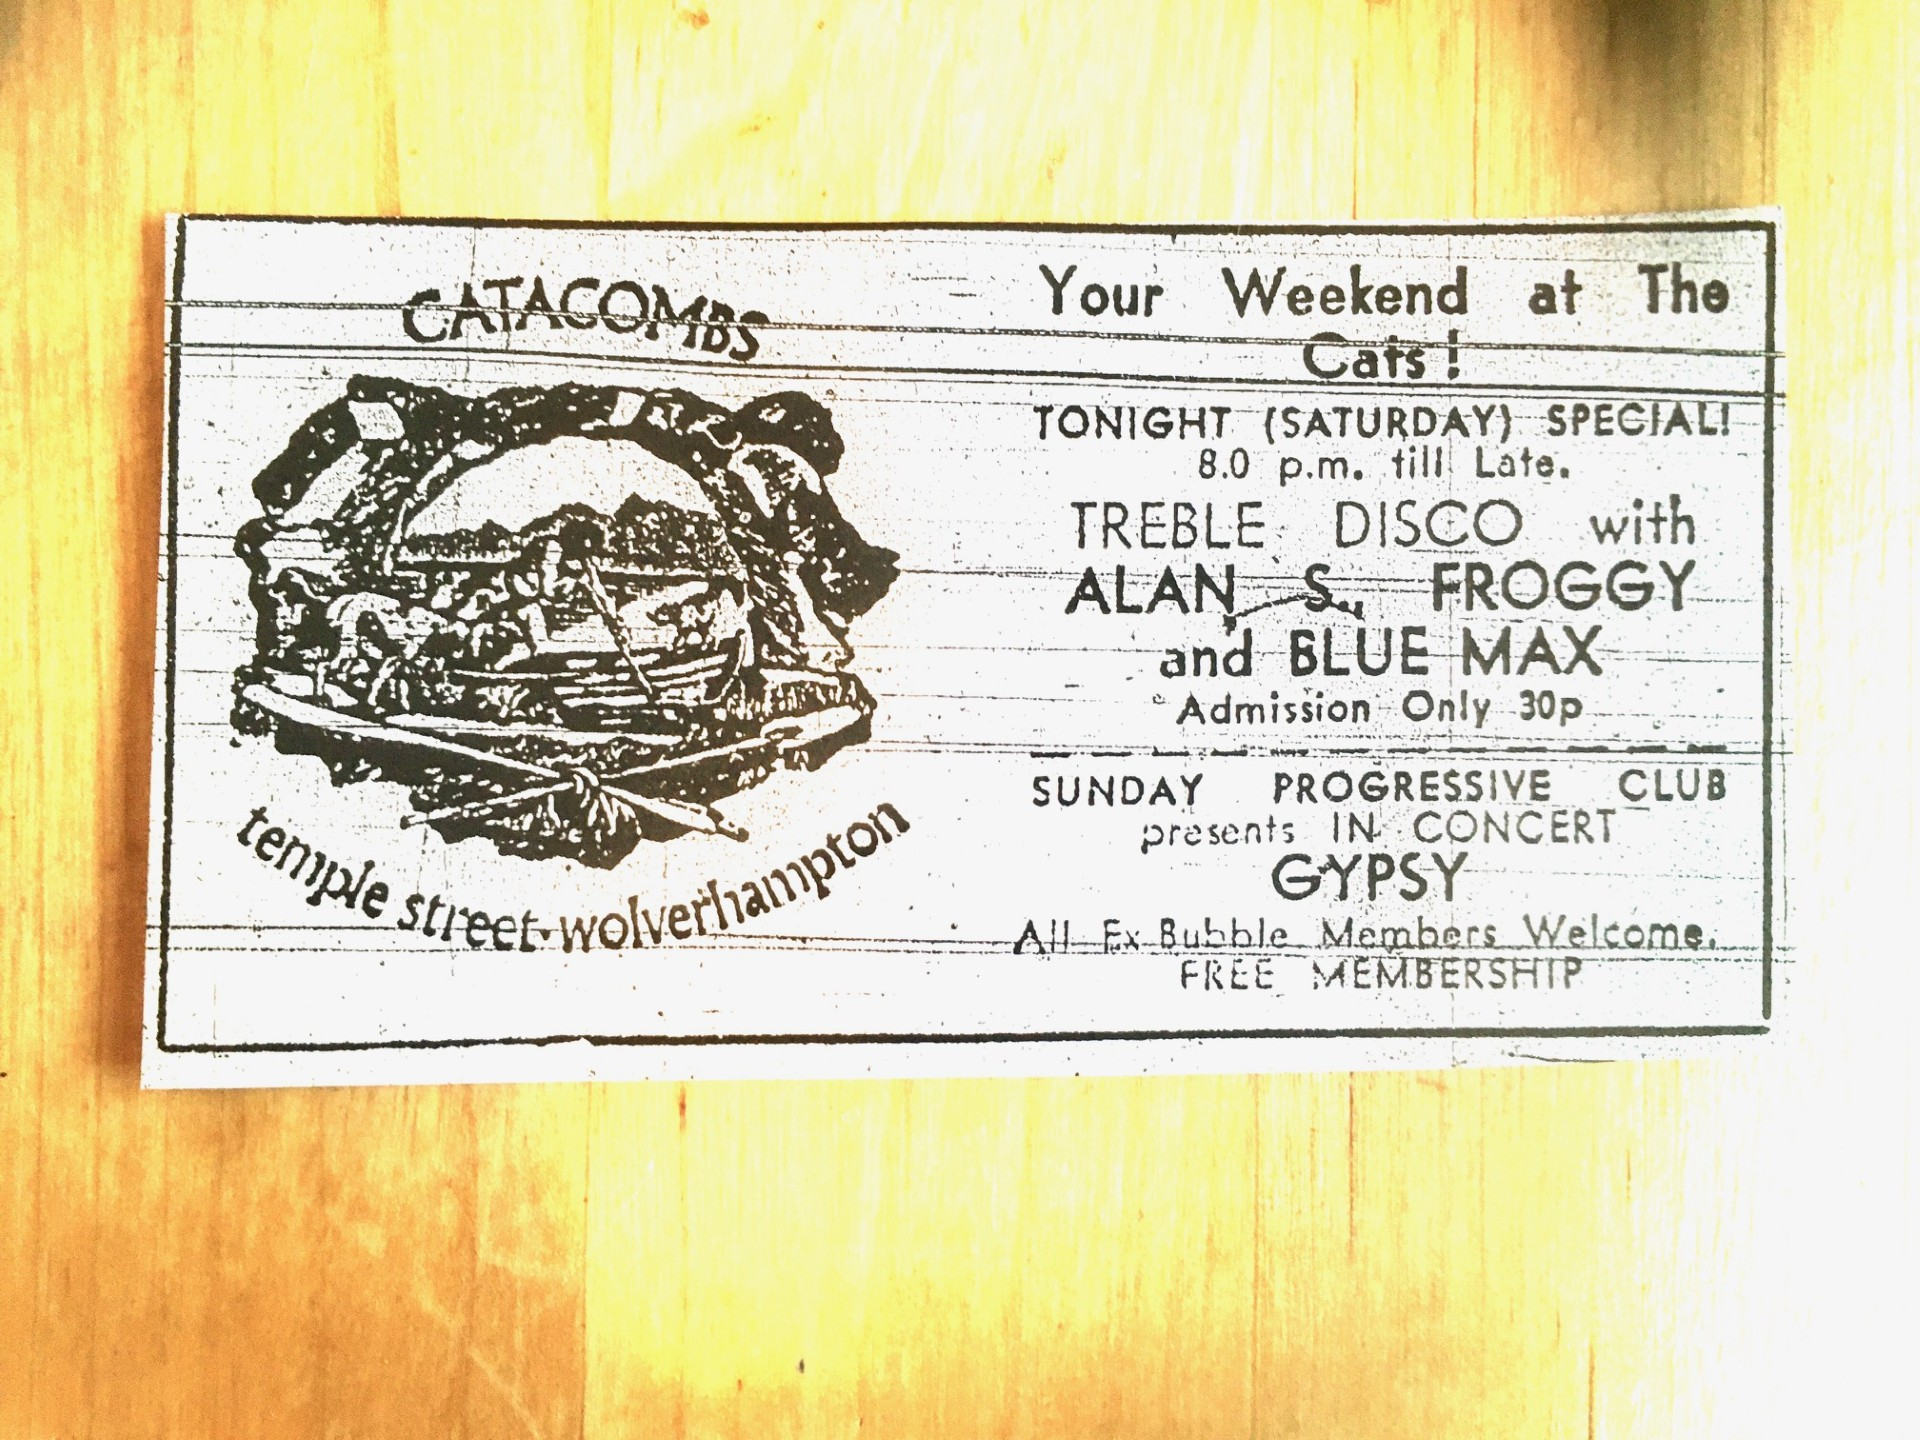 CATACOMBS
temple street · wolverhampton
Your Weekend at The
Cats!
TONIGHT (SATURDAY) SPECIAL!
8.0 p.m. till Late.
TREBLE DISCO with
ALAN S., FROGGY
and BLUE MAX
Admission Only 30p
SUNDAY PROGRESSIVE CLUB
presents IN CONCERT
GYPSY
All Ex Bubble Members Welcome.
FREE MEMBERSHIP